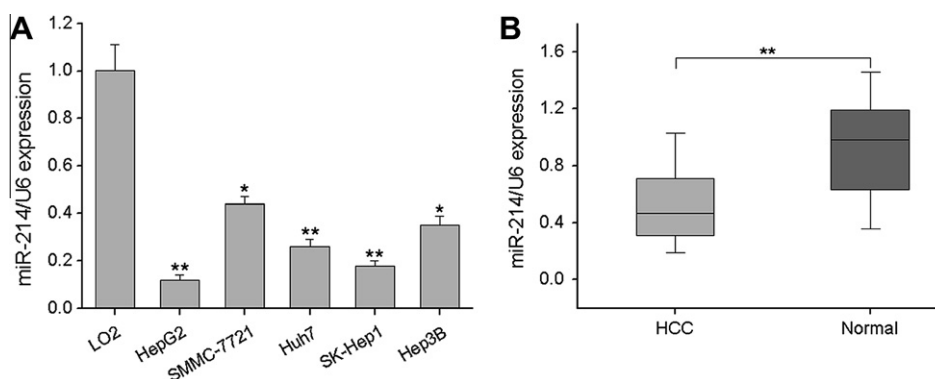 A
miR-214/U6 expression
1.2
1.0
0.8
0.6
0.4
0.2
0.0
*
*
**
**
**
LO2
HepG2
SMMC-7721
Huh7
SK-Hep1
Hep3B
B
miR-214/U6 expression
1.6
1.2
0.8
0.4
0.0
**
HCC
Normal